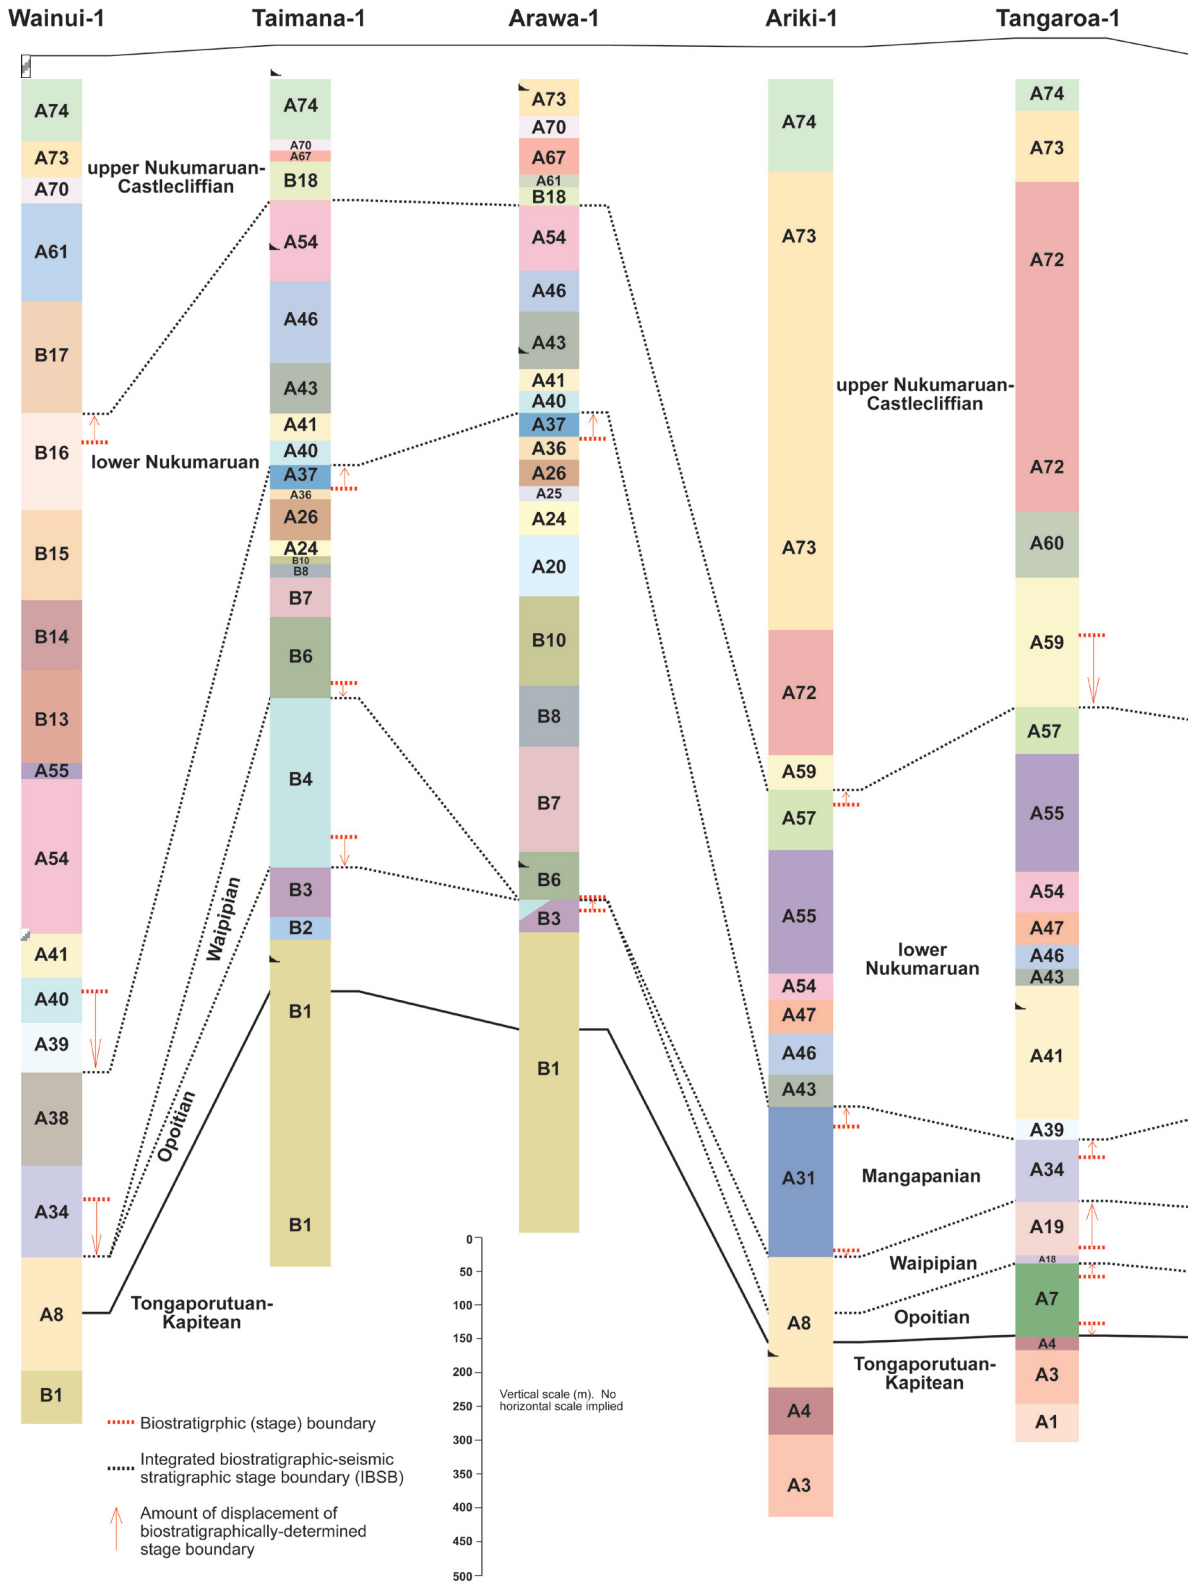 Wainui-1
Taimana-1
Arawa-1
Ariki-1
Tangaroa-1
A74
A73
A70
A61
B17
B16
B15
B14
B13
A55
A54
A41
A40
A39
A38
A34
A8
B1
upper Nukumaruan-
Castlecliffian
lower Nukumaruan
Waipipian
Opoitian
Tongaporutuan-
Kapitean
A74
A70
A67
B18
A54
A46
A43
A41
A40
A37
A36
A26
A24
B10
B8
B7
B6
B4
B3
B2
B1
B1
A73
A70
A67
A61
B18
A54
A46
A43
A41
A40
A37
A36
A26
A25
A24
A20
B10
B8
B7
B6
B3
B1
A74
A73
A73
A72
A59
A57
A55
A54
A47
A46
A43
A31
A8
A4
A3
upper Nukumaruan-
Castlecliffian
lower
Nukumaruan
Mangapanian
Waipipian
Opoitian
Tongaporutuan-
Kapitean
A74
A73
A72
A72
A60
A59
A57
A55
A54
A47
A46
A43
A41
A39
A34
A19
A18
A7
A4
A3
A1
Biostratigrphic (stage) boundary
Integrated biostratigraphic-seismic
stratigraphic stage boundary (IBSB)
Amount of displacement of
biostratigraphically-determined
stage boundary
0
50
100
150
200
250
300
350
400
450
500
Vertical scale (m). No
horizontal scale implied